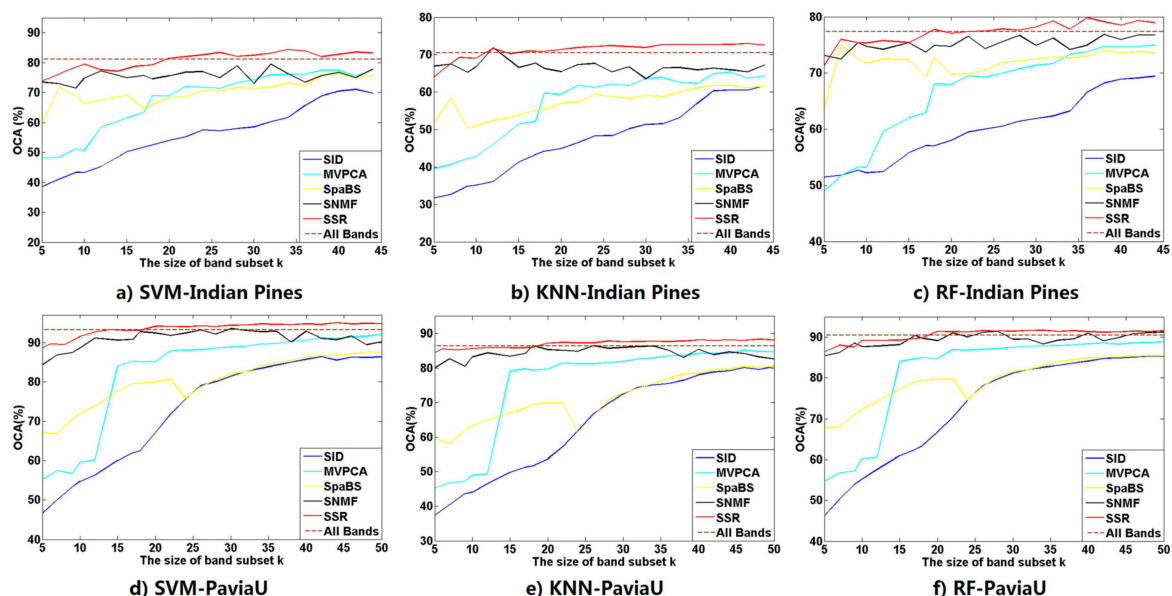 OCA(%)
90
80
70
60
50
40
30
20
5 10 15 20 25 30 35 40 45
The size of band subset k
SID
MVPCA
SpaBS
SNMF
SSR
All Bands
a) SVM-Indian Pines
OCA(%)
80
70
60
50
40
30
20
5 10 15 20 25 30 35 40 45
The size of band subset k
SID
MVPCA
SpaBS
SNMF
SSR
All Bands
b) KNN-Indian Pines
OCA(%)
80
70
60
50
40
5 10 15 20 25 30 35 40 45
The size of band subset k
SID
MVPCA
SpaBS
SNMF
SSR
All Bands
c) RF-Indian Pines
OCA(%)
90
80
70
60
50
40
5 10 15 20 25 30 35 40 45 50
The size of band subset k
SID
MVPCA
SpaBS
SNMF
SSR
All Bands
d) SVM-PaviaU
OCA(%)
90
80
70
60
50
40
30
5 10 15 20 25 30 35 40 45 50
The size of band subset k
SID
MVPCA
SpaBS
SNMF
SSR
All Bands
e) KNN-PaviaU
OCA(%)
90
80
70
60
50
40
5 10 15 20 25 30 35 40 45 50
The size of band subset k
SID
MVPCA
SpaBS
SNMF
SSR
All Bands
f) RF-PaviaU